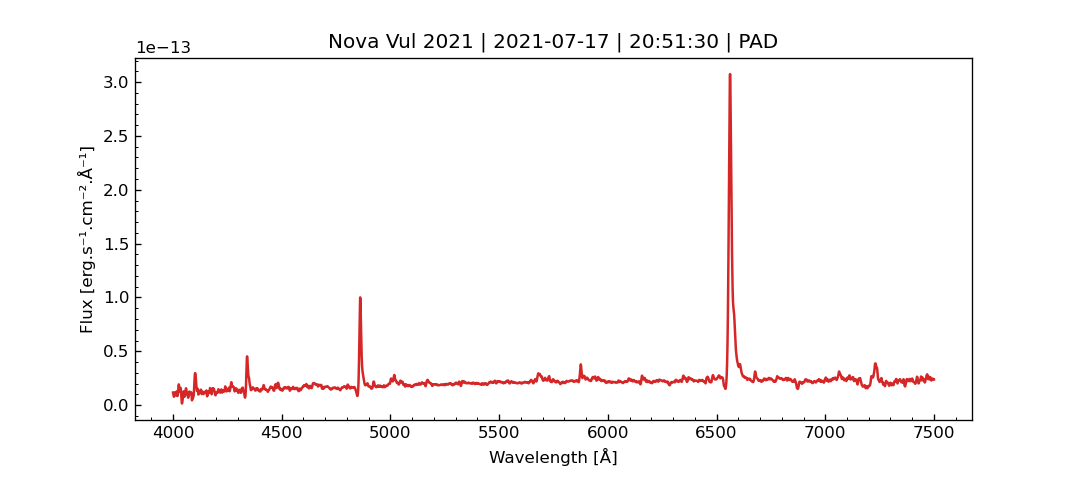 Nova Vul 2021 | 2021-07-17 | 20:51:30 | PAD
1e−13
3.0
2.5
2.0
1.5
1.0
0.5
0.0
Flux [erg.s⁻¹.cm⁻².Å⁻¹]
4000 4500 5000 5500 6000 6500 7000 7500
Wavelength [Å]